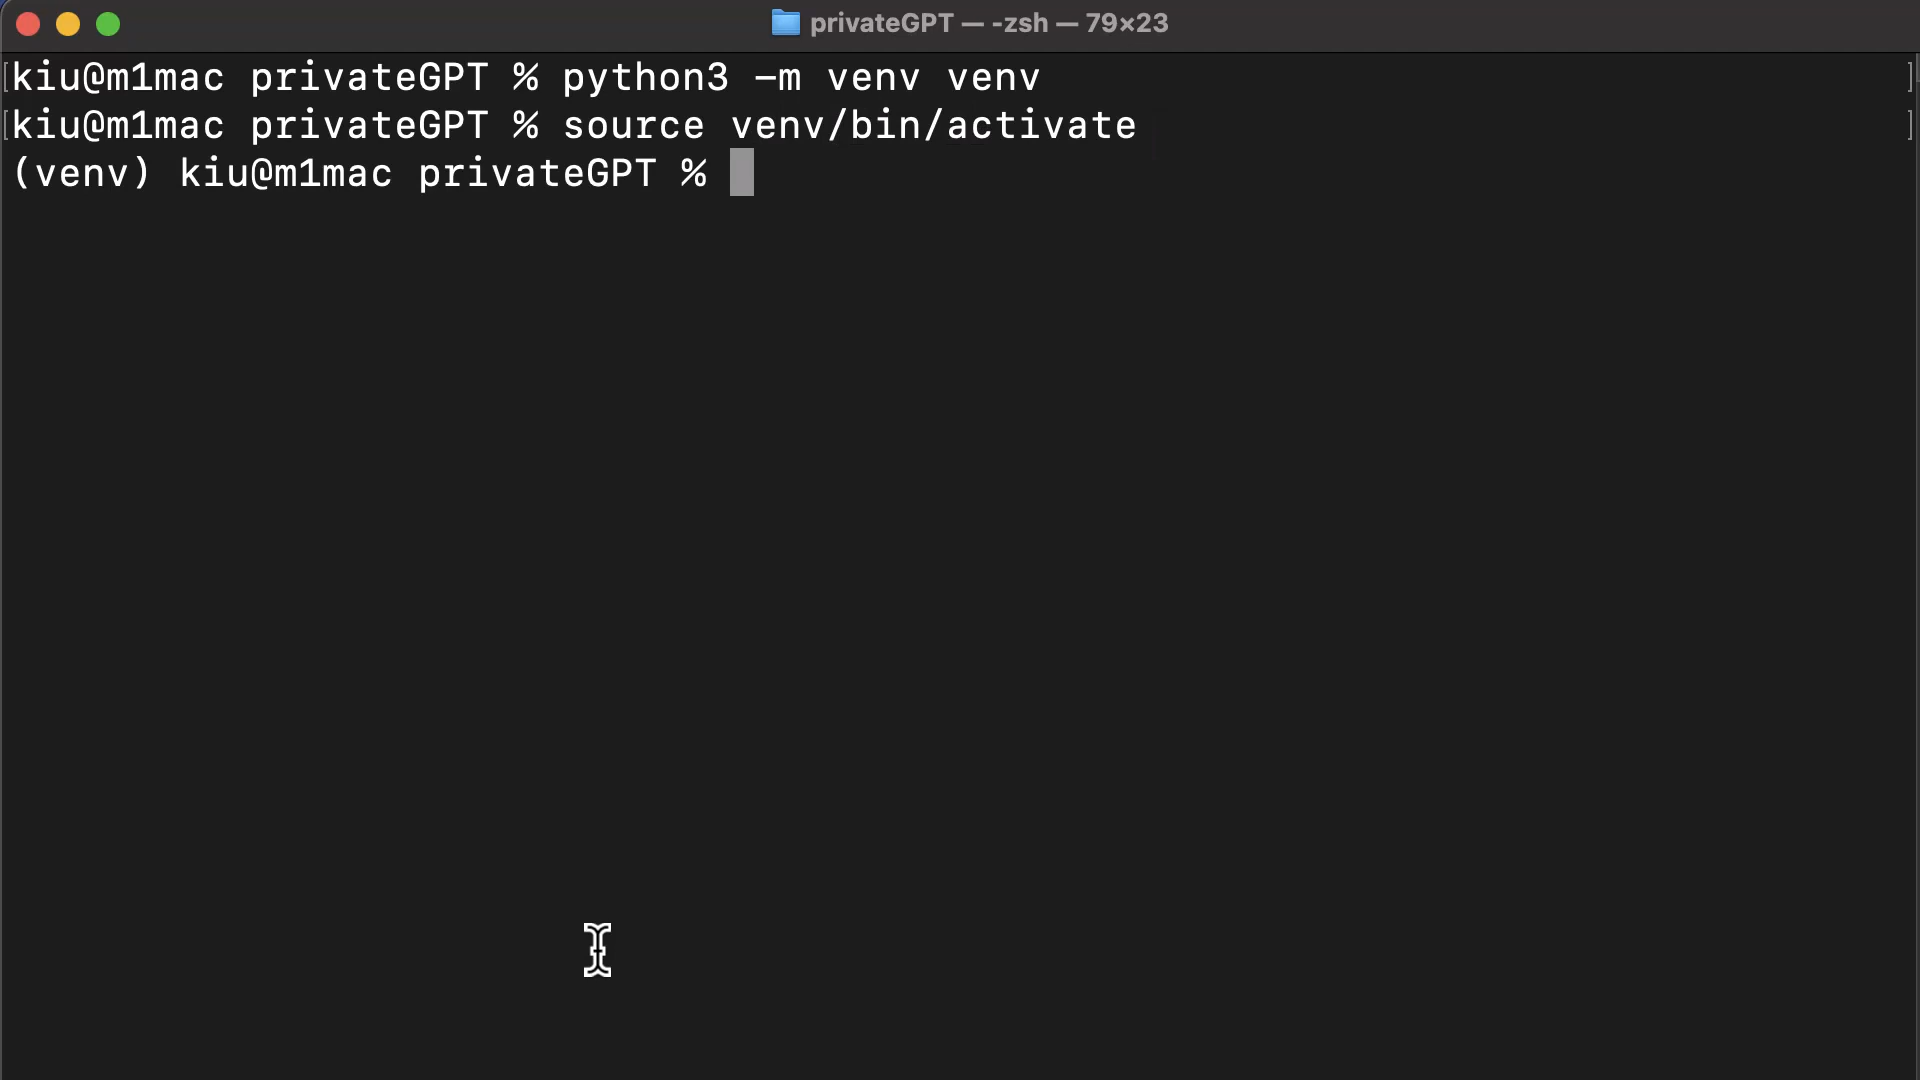 privateGPT — -zsh — 79×23
kiu@m1mac privateGPT % python3 -m venv venv
kiu@m1mac privateGPT % source venv/bin/activate
(venv) kiu@m1mac privateGPT %